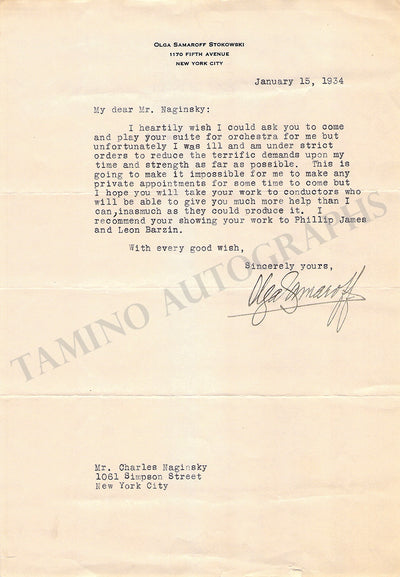 OLGA SAMAROFF STOKOWSKI
1170 FIFTH AVENUE
NEW YORK CITY
January 15, 1934
My dear Mr. Naginsky:
I heartily wish I could ask you to come
and play your suite for orchestra for me but
unfortunately I was ill and am under strict
orders to reduce the terrific demands upon my
time and strength as far as possible. This is
going to make it impossible for me to make any
private appointments for some time to come but
I hope you will take your work to conductors who
will be able to give you much more help than I
can, inasmuch as they could produce it. I
recommend your showing your work to Phillip James
and Leon Barzin.
With every good wish,
Sincerely yours,
Olga Samaroff
TAMINO AUTOGRAPHS
Mr. Charles Naginsky
1061 Simpson Street
New York City